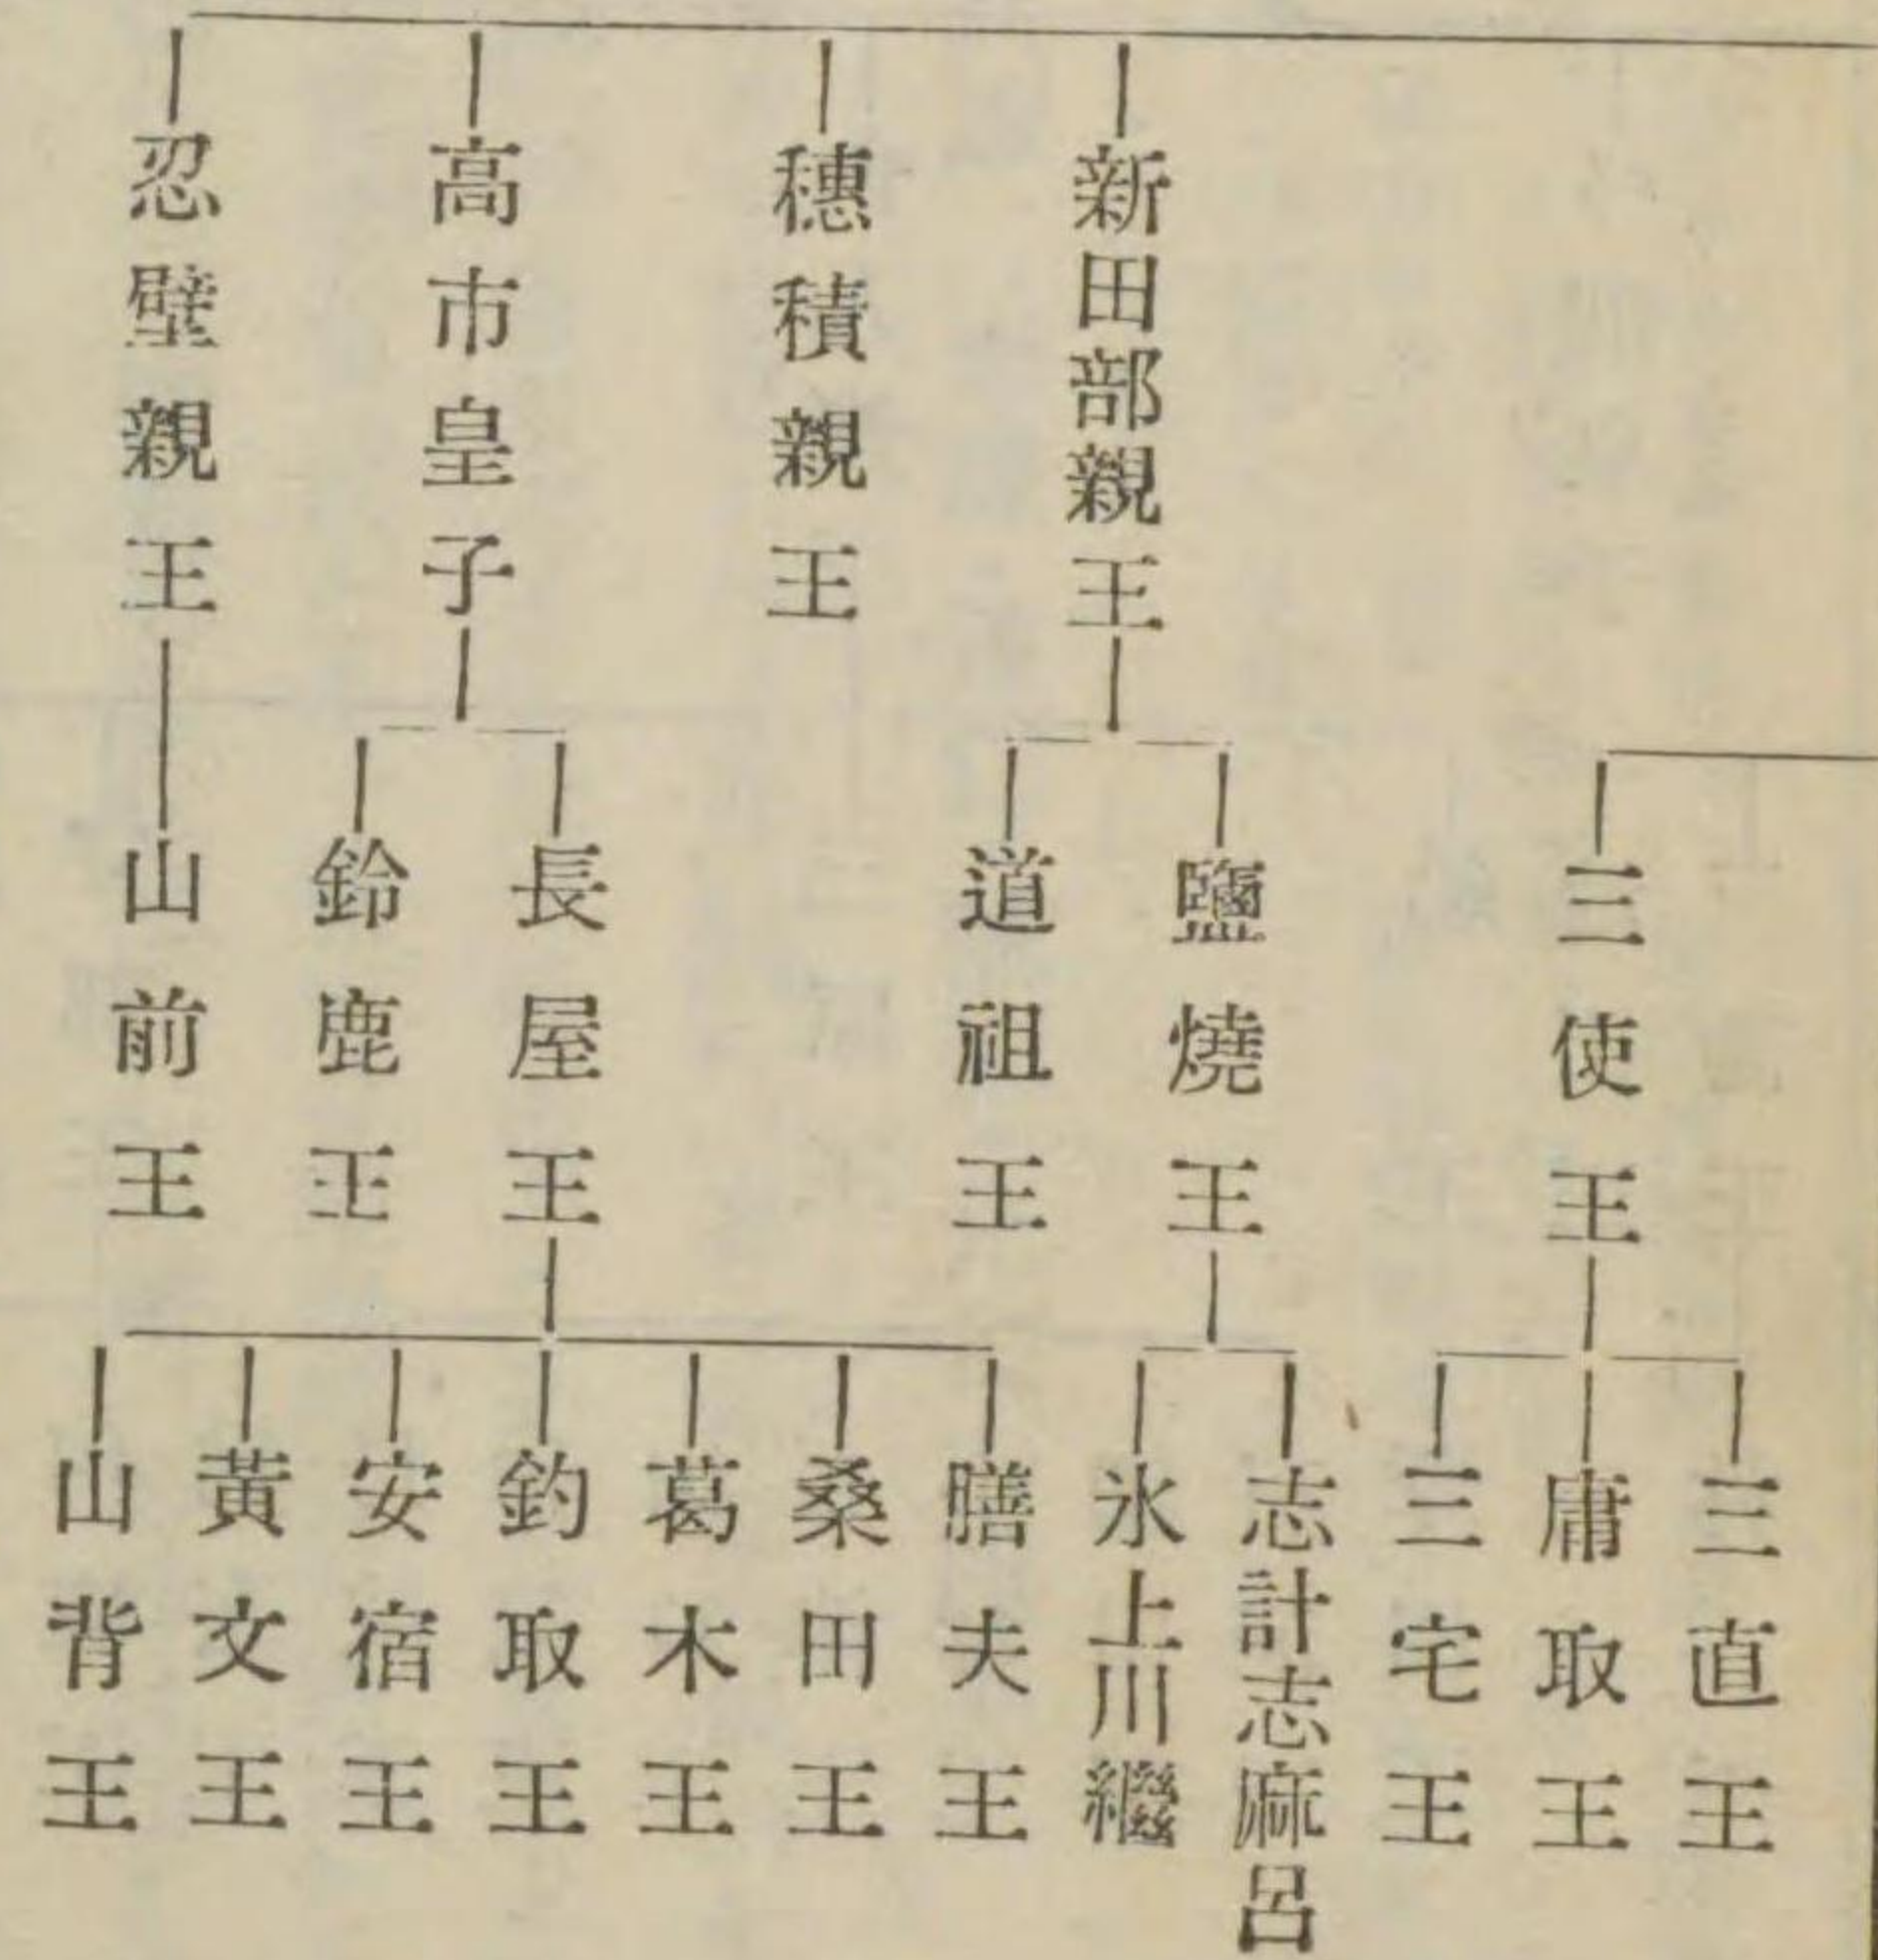 三使王
三直王
庸取王
三宅王
新田部親王
鹽燒王
志計志麻呂
氷上川繼
道祖王
穗積親王
高市皇子
長屋王
膳夫王
桑田王
葛木王
釣取王
安宿王
黃文王
山背王
鈴鹿王
忍壁親王
山前王